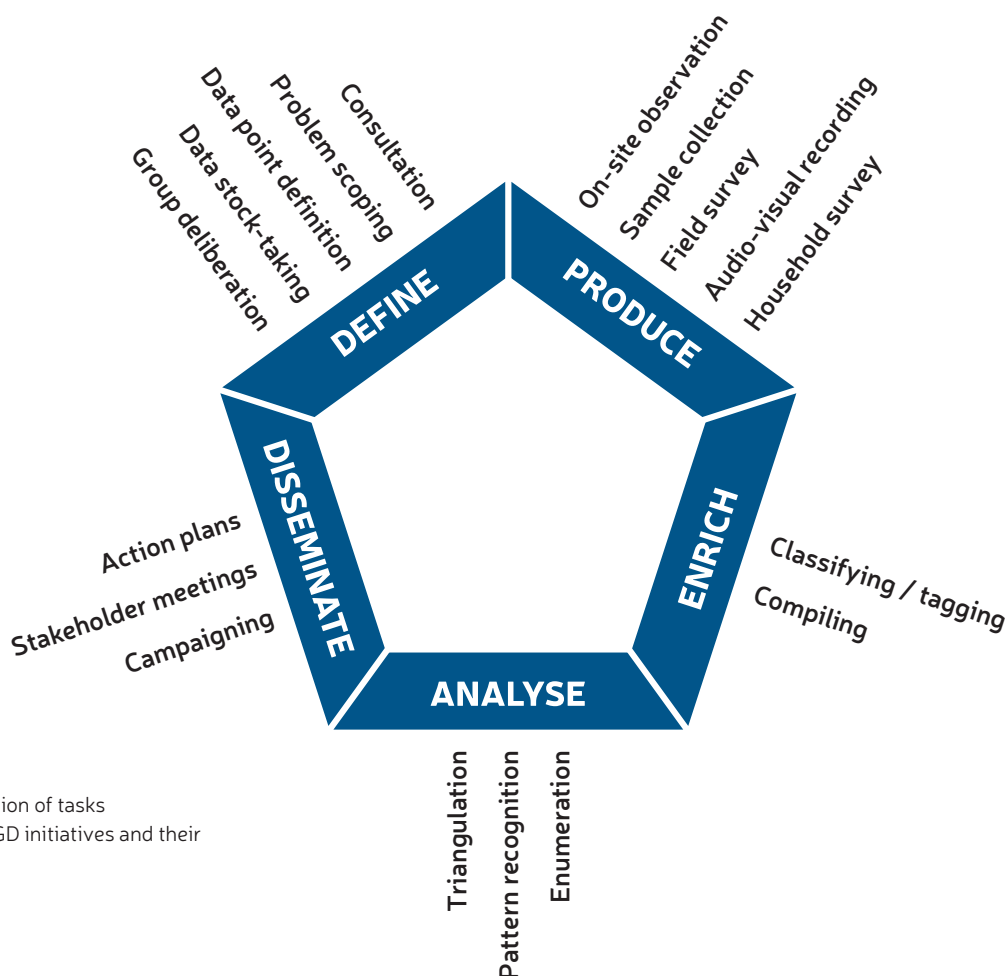 DEFINE
Group deliberation
Data stock-taking
Data point definition
Problem scoping
Consultation
PRODUCE
On-site observation
Sample collection
Field survey
Audio-visual recording
Household survey
ENRICH
Classifying / tagging
Compiling
ANALYSE
Triangulation
Pattern recognition
Enumeration
DISSEMINATE
Action plans
Stakeholder meetings
Campaigning
ion of tasks
GD initiatives and their